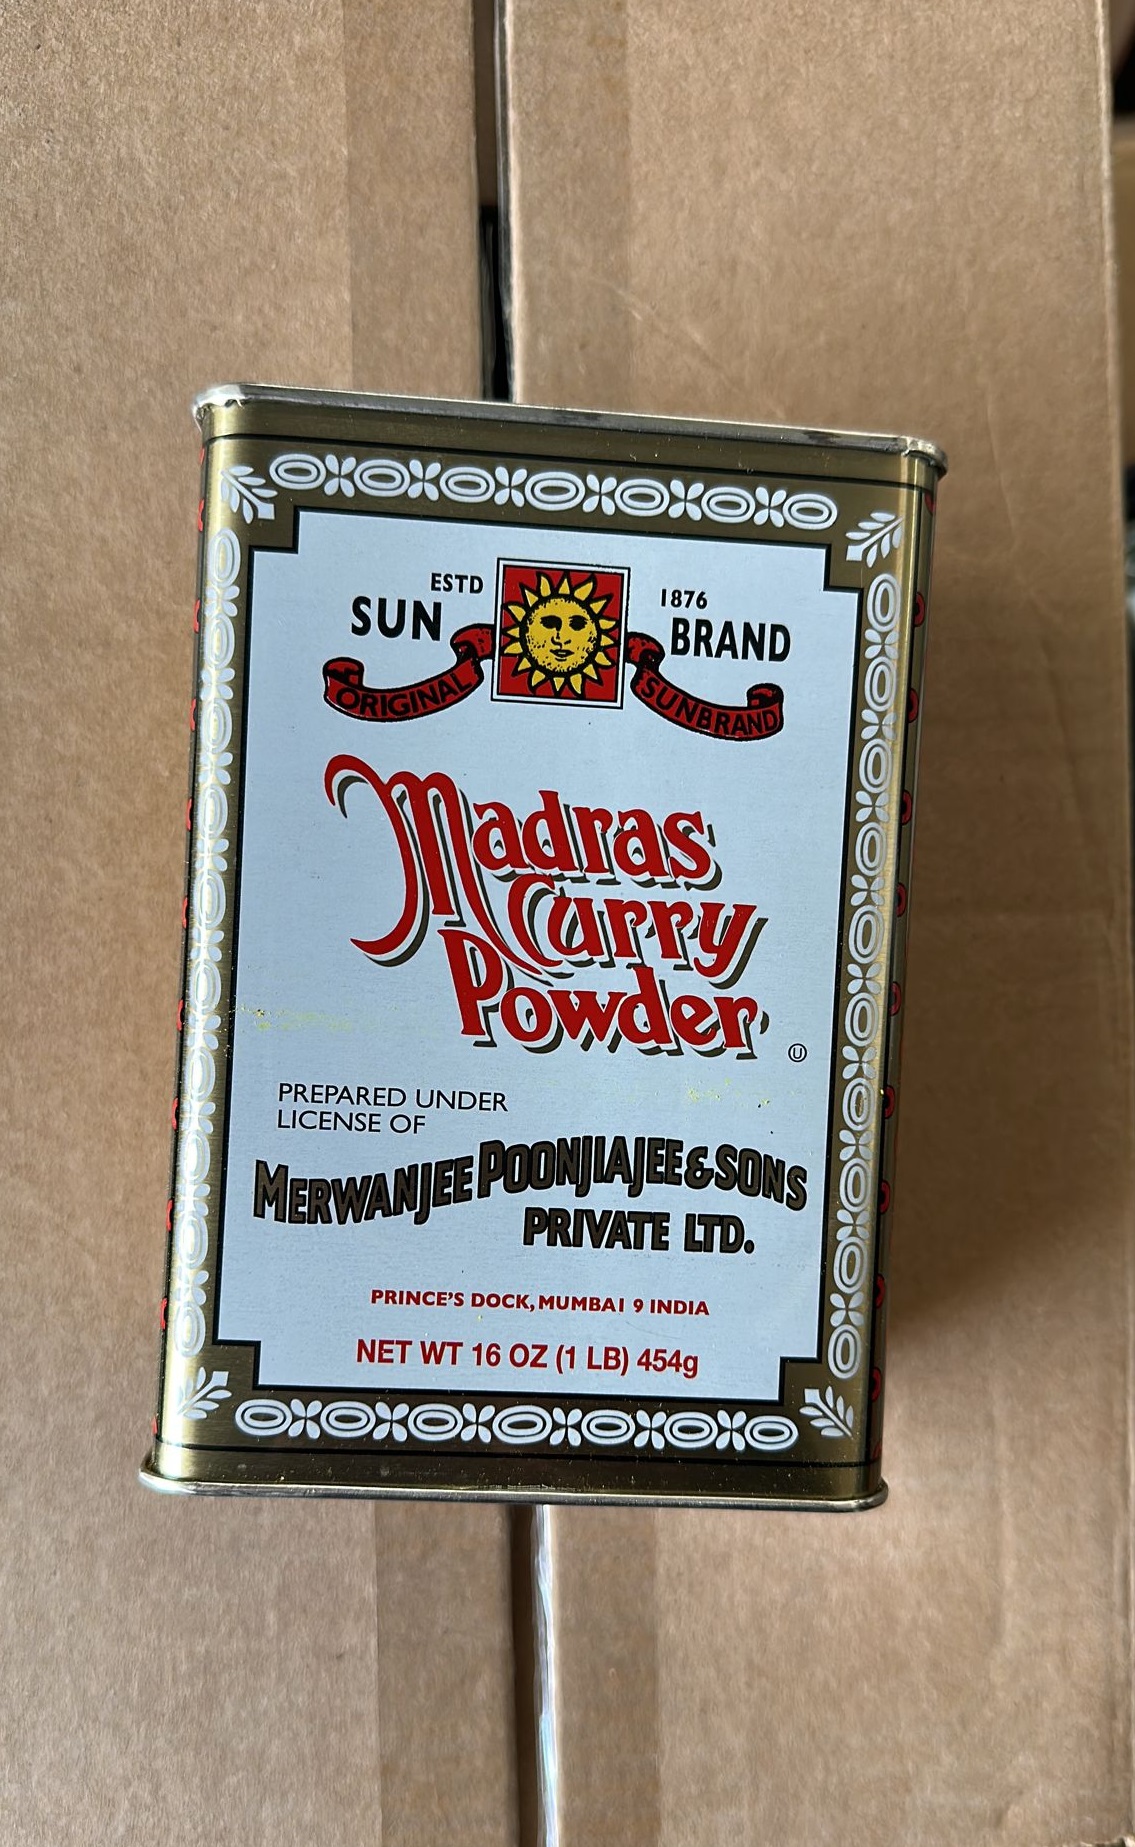 ESTD 1876
SUN BRAND
ORIGINAL SUNBRAND
Madras
Curry
Powder
U
PREPARED UNDER
LICENSE OF
MERWANJEE POONJIAJEE & SONS
PRIVATE LTD.
PRINCE'S DOCK, MUMBAI 9 INDIA
NET WT 16 OZ (1 LB) 454g